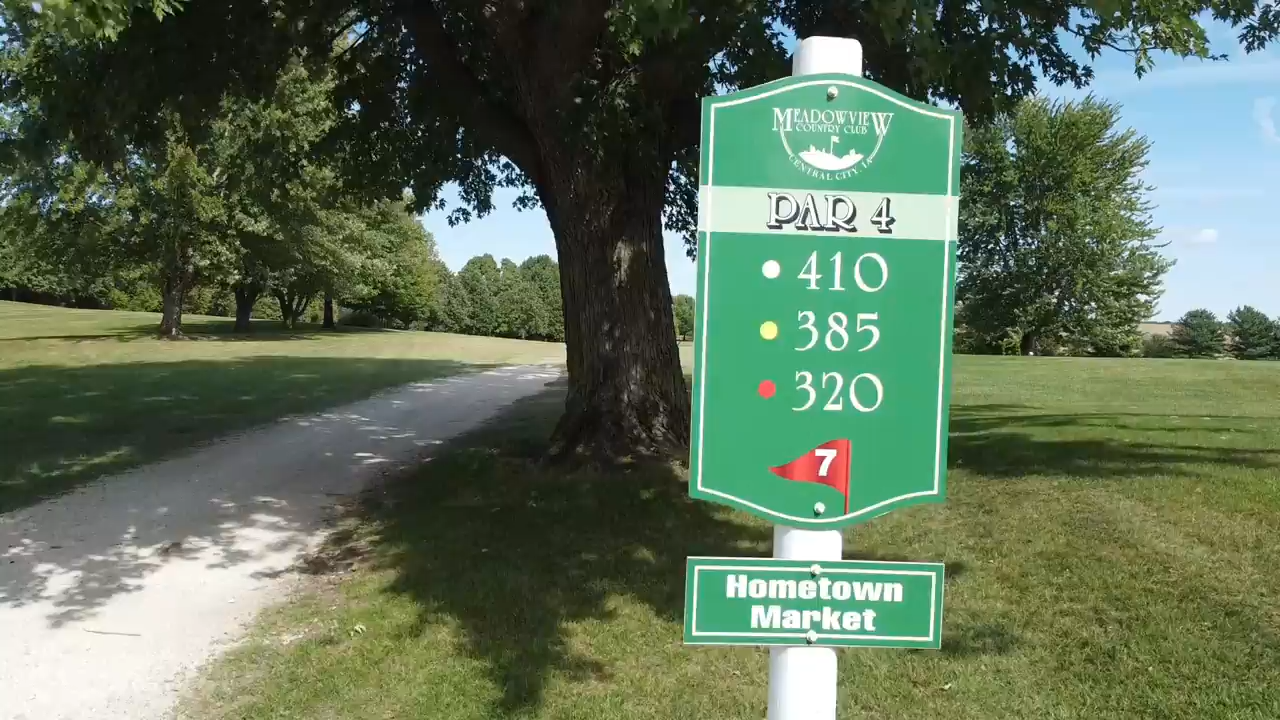 MEADOWVIEW
COUNTRY CLUB
CENTRAL CITY, IA
PAR 4
410
385
320
7
Hometown
Market